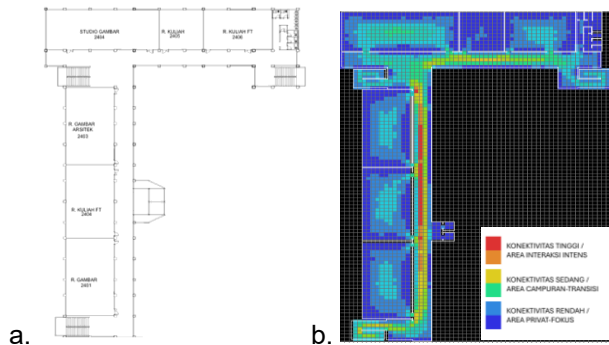 STUDIO GAMBAR
2404
R. KULIAH
2405
R. KULIAH FT
2406
R. GAMBAR
ARSITEK
2403
R. KULIAH FT
2404
R. GAMBAR
2401
a.
KONEKTIVITAS TINGGI /
AREA INTERAKSI INTENS
KONEKTIVITAS SEDANG /
AREA CAMPURAN-TRANSISI
KONEKTIVITAS RENDAH /
AREA PRIVAT-FOKUS
b.